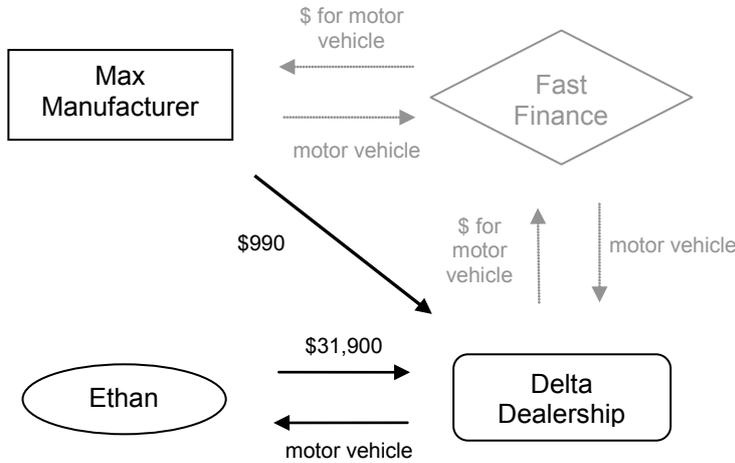 $ for motor
vehicle
Max
Manufacturer
Fast
Finance
motor vehicle
$990
$ for
motor
vehicle
motor vehicle
$31,900
Ethan
Delta
Dealership
motor vehicle